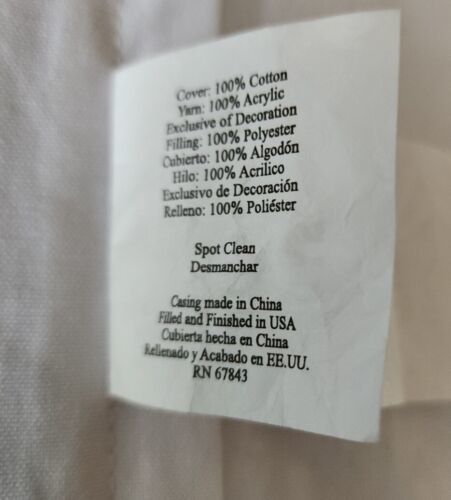 Cover: 100% Cotton
Yarn: 100% Acrylic
Exclusive of Decoration
Filling: 100% Polyester
Cubierto: 100% Algodón
Hilo: 100% Acrilico
Exclusivo de Decoración
Relleno: 100% Poliéster
Spot Clean
Desmanchar
Casing made in China
Filled and Finished in USA
Cubierta hecha en China
Rellenado y Acabado en EE.UU.
RN 67843